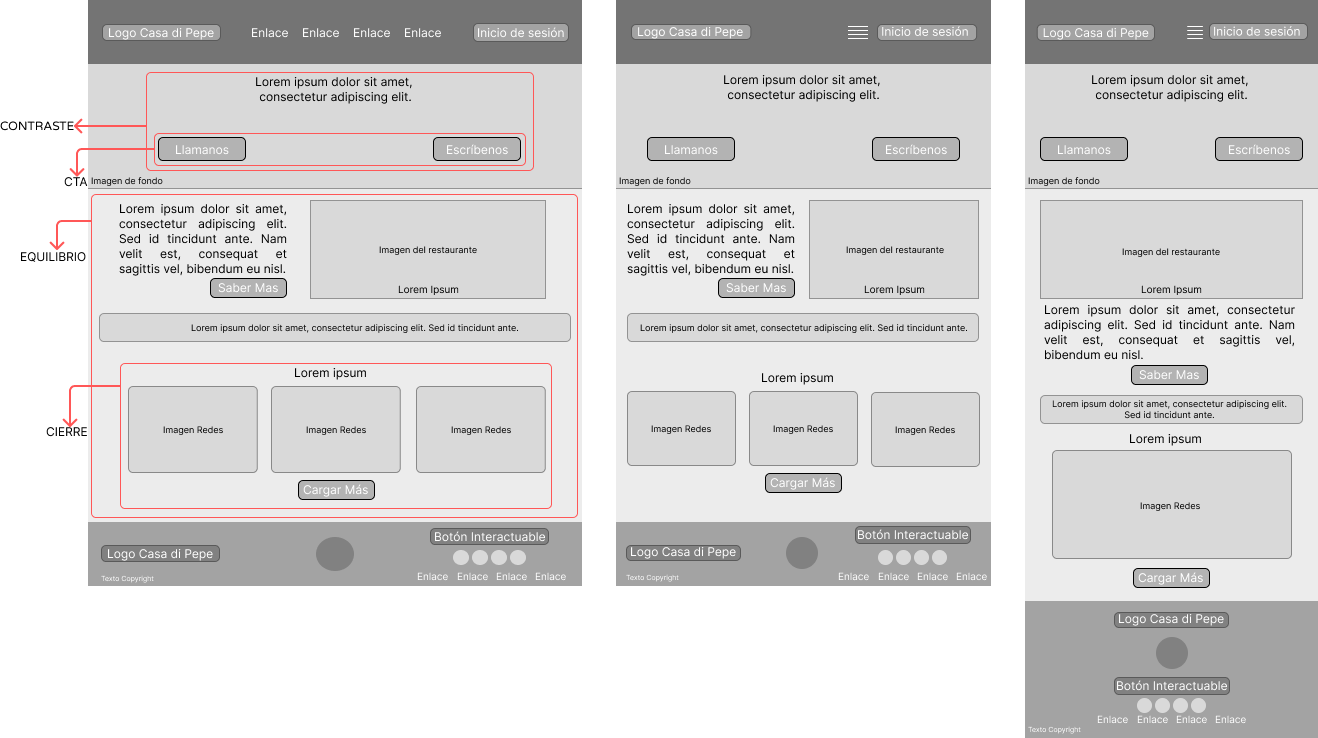 CONTRASTE
CTA
EQUILIBRIO
CIERRE
Logo Casa di Pepe
Enlace Enlace Enlace Enlace
Inicio de sesión
Lorem ipsum dolor sit amet,
consectetur adipiscing elit.
Llamanos
Escríbenos
Imagen de fondo
Lorem ipsum dolor sit amet,
consectetur adipiscing elit.
Sed id tincidunt ante. Nam
velit est, consequat et
sagittis vel, bibendum eu nisl.
Saber Mas
Imagen del restaurante
Lorem Ipsum
Lorem ipsum dolor sit amet, consectetur adipiscing elit. Sed id tincidunt ante.
Lorem ipsum
Imagen Redes
Imagen Redes
Imagen Redes
Cargar Más
Logo Casa di Pepe
Texto Copyright
Botón Interactuable
Enlace Enlace Enlace Enlace
Logo Casa di Pepe
Inicio de sesión
Lorem ipsum dolor sit amet,
consectetur adipiscing elit.
Llamanos
Escríbenos
Imagen de fondo
Lorem ipsum dolor sit amet,
consectetur adipiscing elit.
Sed id tincidunt ante. Nam
velit est, consequat et
sagittis vel, bibendum eu nisl.
Saber Mas
Imagen del restaurante
Lorem Ipsum
Lorem ipsum dolor sit amet, consectetur adipiscing elit. Sed id tincidunt ante.
Lorem ipsum
Imagen Redes
Imagen Redes
Imagen Redes
Cargar Más
Logo Casa di Pepe
Texto Copyright
Botón Interactuable
Enlace Enlace Enlace Enlace
Logo Casa di Pepe
Inicio de sesión
Lorem ipsum dolor sit amet,
consectetur adipiscing elit.
Llamanos
Escríbenos
Imagen de fondo
Imagen del restaurante
Lorem Ipsum
Lorem ipsum dolor sit amet, consectetur
adipiscing elit. Sed id tincidunt ante. Nam
velit est, consequat et sagittis vel,
bibendum eu nisl.
Saber Mas
Lorem ipsum dolor sit amet, consectetur adipiscing elit.
Sed id tincidunt ante.
Lorem ipsum
Imagen Redes
Cargar Más
Logo Casa di Pepe
Botón Interactuable
Enlace Enlace Enlace Enlace
Texto Copyright